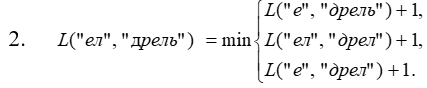 L("е", "дрель") + 1,
2. L("ел", "дрель") = min { L("ел", "дрел") + 1,
L("е", "дрел") + 1.